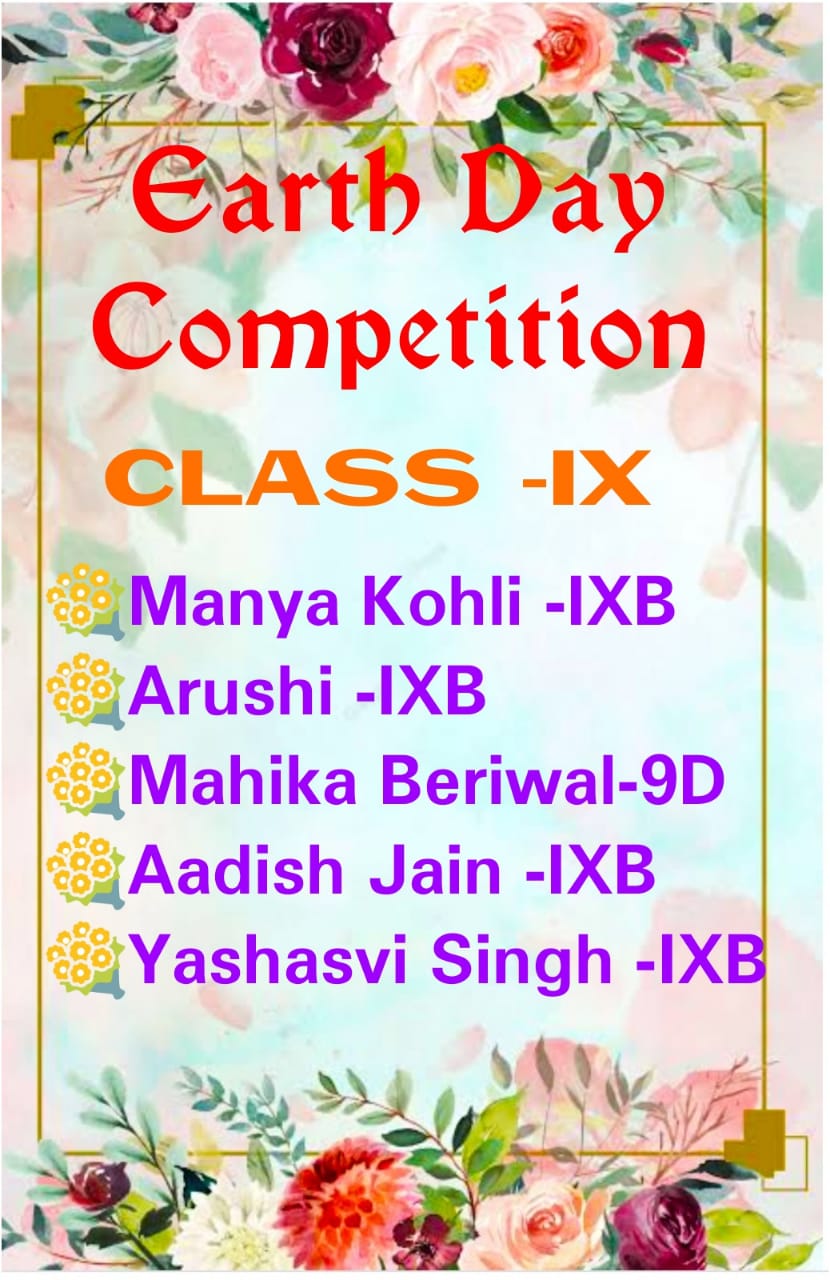 Earth Day
Competition
CLASS -IX
Manya Kohli -IXB
Arushi -IXB
Mahika Beriwal-9D
Aadish Jain -IXB
Yashasvi Singh -IXB